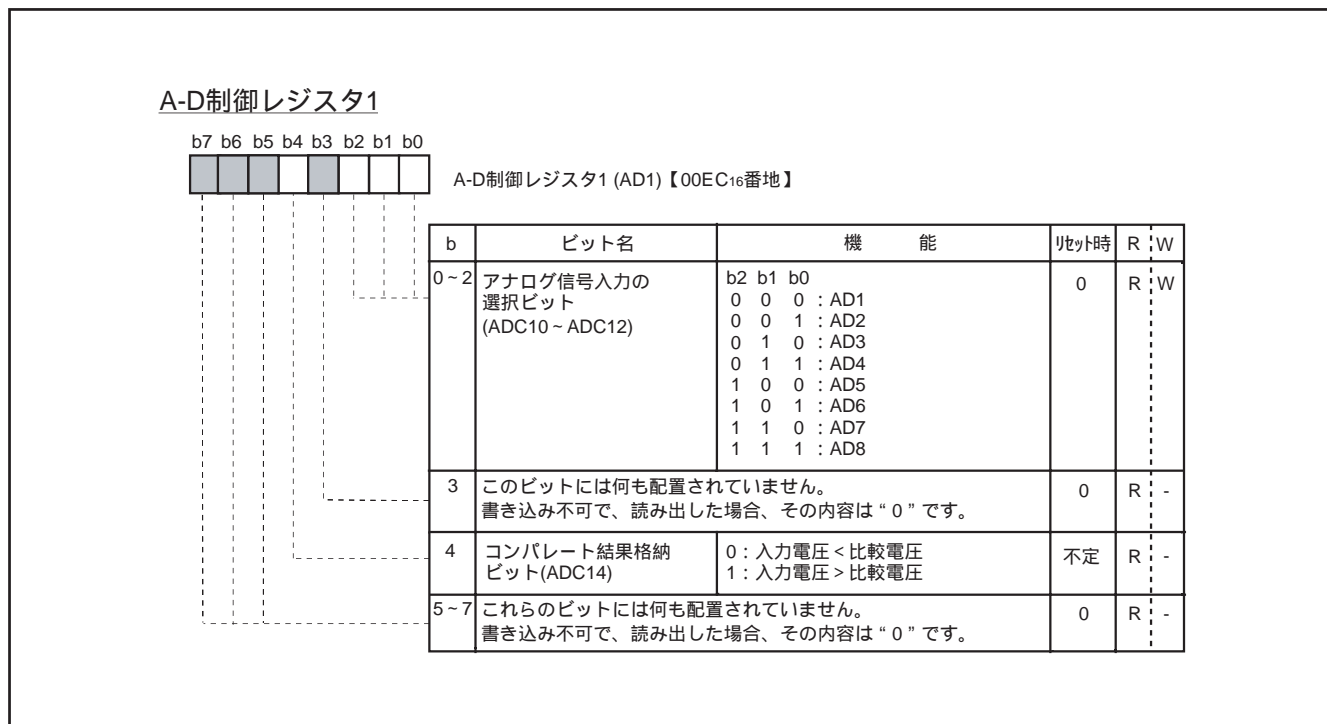 A-D制御レジスタ1
b7 b6 b5 b4 b3 b2 b1 b0
A-D制御レジスタ1 (AD1)【00EC16番地】
b ビット名 機 能 リセット時 R W
0~2 アナログ信号入力の
選択ビット
(ADC10~ADC12)
b2 b1 b0
0 0 0 : AD1
0 0 1 : AD2
0 1 0 : AD3
0 1 1 : AD4
1 0 0 : AD5
1 0 1 : AD6
1 1 0 : AD7
1 1 1 : AD8
0 R W
3 このビットには何も配置されていません。
書き込み不可で、読み出した場合、その内容は“0”です。
0 R -
4 コンパレート結果格納
ビット(ADC14)
0:入力電圧<比較電圧
1:入力電圧>比較電圧
不定 R -
5~7 これらのビットには何も配置されていません。
書き込み不可で、読み出した場合、その内容は“0”です。
0 R -